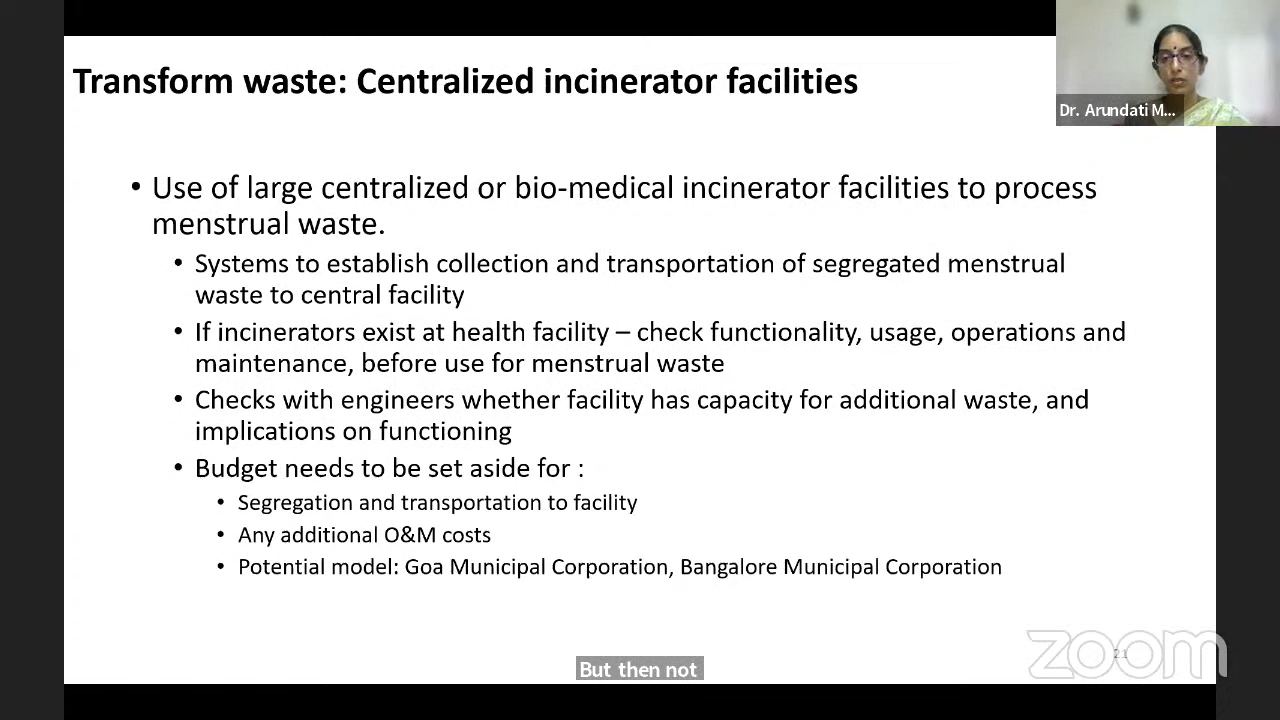 Transform waste: Centralized incinerator facilities
Dr. Arundati M...
• Use of large centralized or bio-medical incinerator facilities to process
menstrual waste.
• Systems to establish collection and transportation of segregated menstrual
waste to central facility
• If incinerators exist at health facility – check functionality, usage, operations and
maintenance, before use for menstrual waste
• Checks with engineers whether facility has capacity for additional waste, and
implications on functioning
• Budget needs to be set aside for :
• Segregation and transportation to facility
• Any additional O&M costs
• Potential model: Goa Municipal Corporation, Bangalore Municipal Corporation
zoom
21
But then not